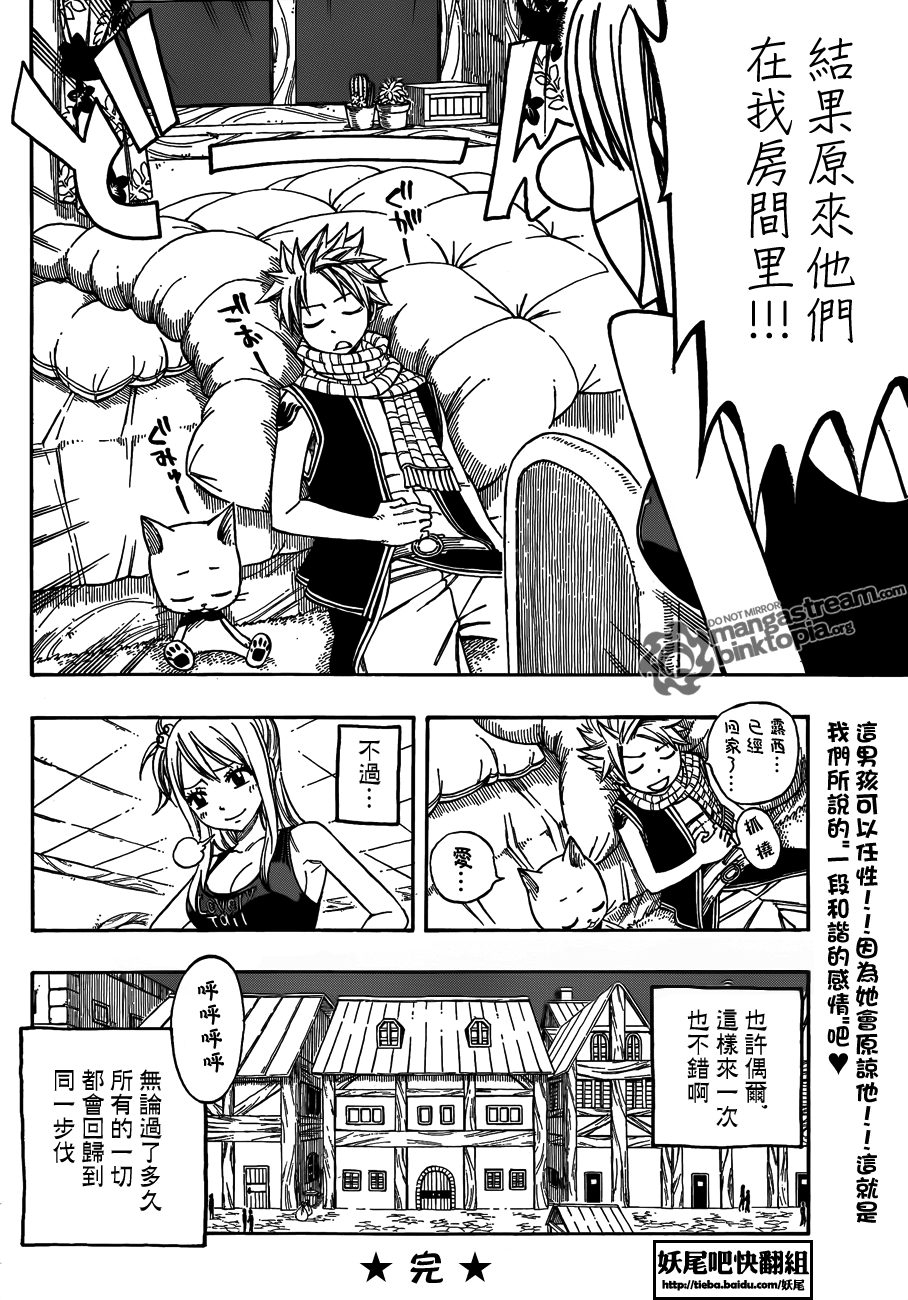 結果原來他們
在我房間里!!!
ぐがー
ごおー
ぐみゅー
DO NOT MIRROR
mangastream.com
binktopia.org
露西…
已經
回家了…
抓
撓
愛…
不過…
Lovely
Tail
這男孩可以任性!!因為她會原諒他!!這就是
我們所說的"一段和諧的感情"吧♥
也許偶爾,
這樣來一次
也不錯啊
呼呼
呼呼
無論過了多久
所有的一切
都會回歸到
同一步伐
★ 完 ★
妖尾吧快翻組
http://tieba.baidu.com/妖尾